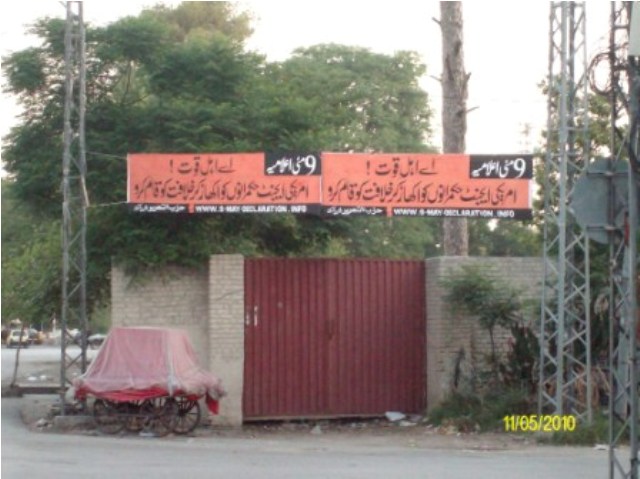 9 مئی اعلامیہ
اے اہل قوت !
امریکی ایجنٹ حکمرانوں کو اکھاڑ کر خلافت کو قائم کرو
WWW.9-MAY-DECLARATION.INFO
9 مئی اعلامیہ
اے اہل قوت !
امریکی ایجنٹ حکمرانوں کو اکھاڑ کر خلافت کو قائم کرو
حزب التحریر
WWW.9-MAY-DECLARATION.INFO
11/05/2010